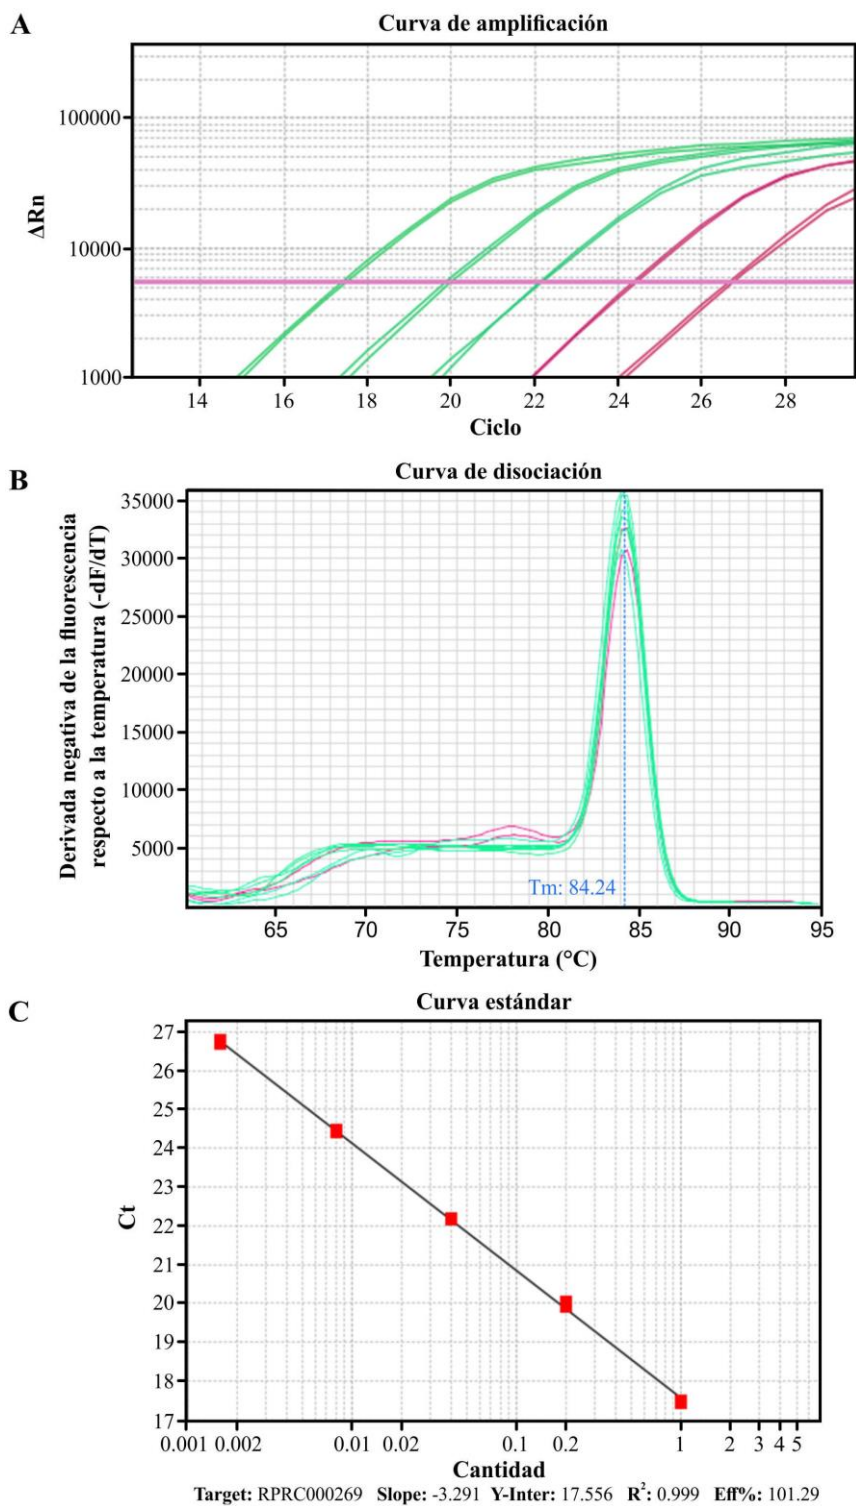 A
Curva de amplificación
100000
10000
1000
ΔRn
14 16 18 20 22 24 26 28
Ciclo
B
Curva de disociación
35000
30000
25000
20000
15000
10000
5000
Derivada negativa de la fluorescencia
respecto a la temperatura (-dF/dT)
Tm: 84.24
65 70 75 80 85 90 95
Temperatura (°C)
C
Curva estándar
27
26
25
24
23
22
21
20
19
18
17
Ct
0.001 0.002 0.01 0.02 0.1 0.2 1 2 3 4 5
Cantidad
Target: RPRC000269 Slope: -3.291 Y-Inter: 17.556 R²: 0.999 Eff%: 101.29